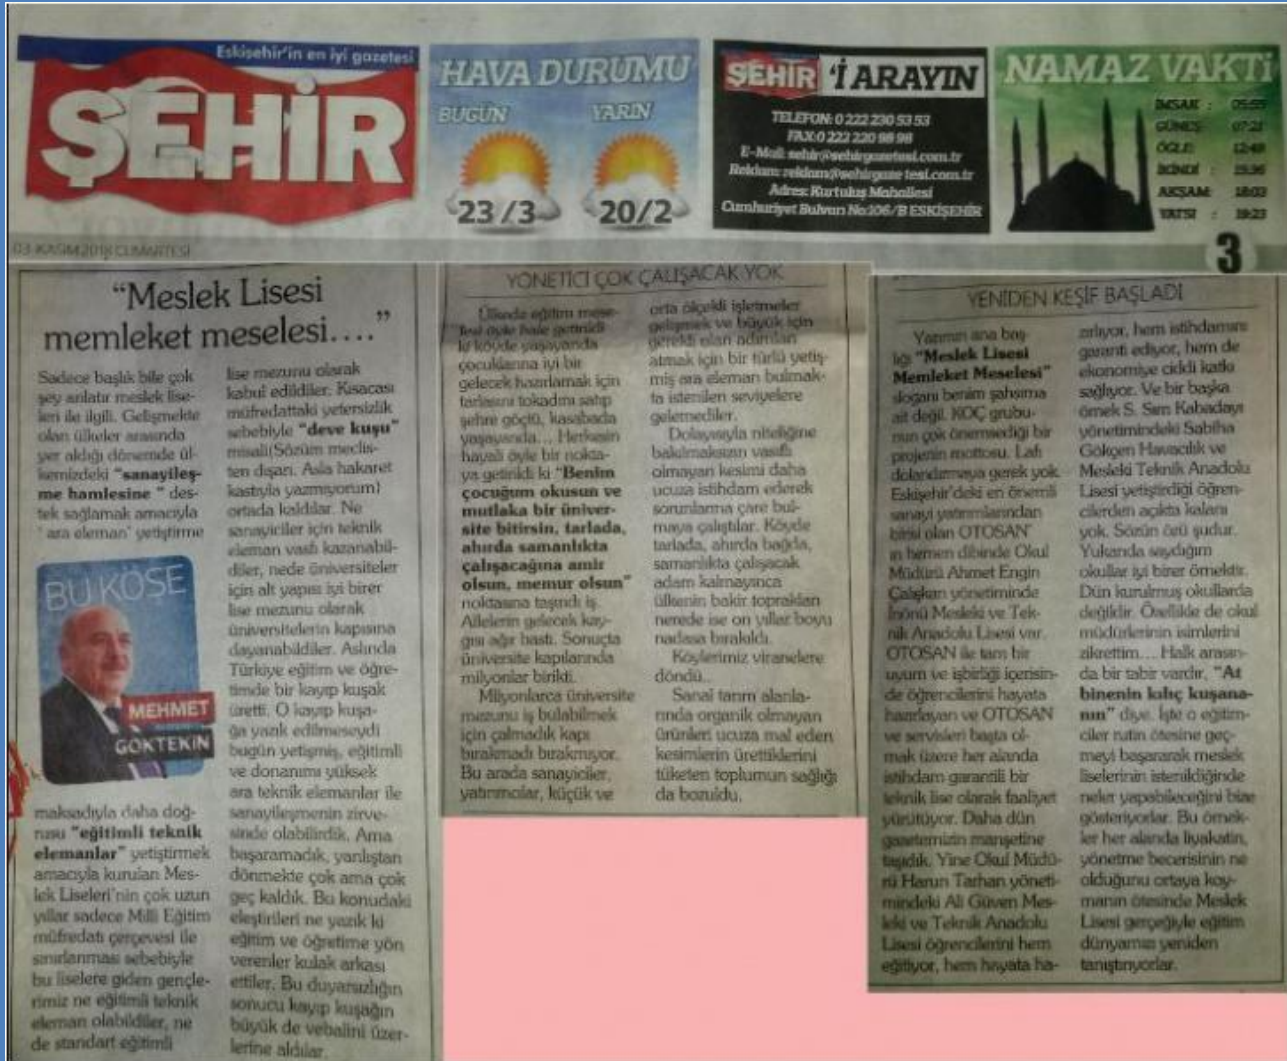 Eskişehir'in en iyi gazetesi
ŞEHİR
HAVA DURUMU
BUGÜN
YARIN
23/3
20/2
ŞEHİR 'İ ARAYIN
TELEFON: 0 222 230 53 53
FAX:0 222 220 98 98
E-Mail: sehir@sehirgazetesi.com.tr
Reklam: reklam@sehirgazetesi.com.tr
Adres: Kurtuluş Mahallesi
Cumhuriyet Bulvarı No:106/B ESKİŞEHİR
NAMAZ VAKTİ
İMSAK : 05:55
GÜNEŞ: 07:21
ÖĞLE: 12:49
İKİNDİ : 15:36
AKŞAM: 18:03
YATSI : 19:23
03 KASIM 2018 CUMARTESİ
3
"Meslek Lisesi
memleket meselesi...."
Sadece başlık bile çok
şey anlatır meslek lise-
leri ile ilgili. Gelişmekte
olan ülkeler arasında
yer aldığı dönemde ül-
kemizdeki "sanayileş-
me hamlesine " des-
tek sağlamak amacıyla
' ara eleman' yetiştirme
BU KÖŞE
MEHMET
GÖKTEKİN
maksadıyla daha doğ-
rusu "eğitimli teknik
elemanlar" yetiştirmek
amacıyla kurulan Mes-
lek Liseleri'nin çok uzun
yıllar sadece Milli Eğitim
müfredatı çerçevesi ile
sınırlanması sebebiyle
bu liselere giden gençle-
rimiz ne eğitimli teknik
eleman olabildiler, ne
de standart eğitimli
lise mezunu olarak
kabul edildiler. Kısacası
müfredattaki yetersizlik
sebebiyle "deve kuşu"
misali(Sözüm meclis-
ten dışarı. Asla hakaret
kastıyla yazmıyorum)
ortada kaldılar. Ne
sanayiciler için teknik
eleman vasfı kazanabil-
diler, nede üniversiteler
için alt yapısı iyi birer
lise mezunu olarak
üniversitelerin kapısına
dayanabildiler. Aslında
Türkiye eğitim ve öğre-
timde bir kayıp kuşak
üretti. O kayıp kuşa-
ğa yazık edilmeseydi
bugün yetişmiş, eğitimli
ve donanımı yüksek
ara teknik elemanlar ile
sanayileşmenin zirve-
sinde olabilirdik. Ama
başaramadık, yanlıştan
dönmekte çok ama çok
geç kaldık. Bu konudaki
eleştirileri ne yazık ki
eğitim ve öğretime yön
verenler kulak arkası
ettiler. Bu duyarsızlığın
sonucu kayıp kuşağın
büyük de vebalini üzer-
lerine aldılar.
YÖNETİCİ ÇOK ÇALIŞACAK YOK
Ülkede eğitim mese-
lesi öyle hale getirildi
ki köyde yaşayanda
çocuklarına iyi bir
gelecek hazırlamak için
tarlasını tokadını satıp
şehre göçtü, kasabada
yaşayanda... Herkesin
hayali öyle bir nokta-
ya getirildi ki "Benim
çocuğum okusun ve
mutlaka bir üniver-
site bitirsin, tarlada,
ahırda samanlıkta
çalışacağına amir
olsun, memur olsun"
noktasına taşındı iş.
Ailelerin gelecek kay-
gısı ağır bastı. Sonuçta
üniversite kapılarında
milyonlar birikti.
Milyonlarca üniversite
mezunu iş bulabilmek
için çalmadık kapı
bırakmadı bırakmıyor.
Bu arada sanayiciler,
yatırımcılar, küçük ve
orta ölçekli işletmeler
gelişmek ve büyük için
gerekli olan adımları
atmak için bir türlü yetiş-
miş ara eleman bulmak-
ta istenilen seviyelere
gelemediler.
Dolayısıyla niteliğine
bakılmaksızın vasıflı
olmayan kesimi daha
ucuza istihdam ederek
sorunlarına çare bul-
maya çalıştılar. Köyde
tarlada, ahırda bağda,
samanlıkta çalışacak
adam kalmayınca
ülkenin bakir toprakları
nerede ise on yıllar boyu
nadasa bırakıldı.
Köylerimiz viranelere
döndü..
Sanal tarım alanla-
rında organik olmayan
ürünleri ucuza mal eden
kesimlerin ürettiklerini
tüketen toplumun sağlığı
da bozuldu.
YENİDEN KEŞİF BAŞLADI
Yazımın ana baş-
lığı "Meslek Lisesi
Memleket Meselesi"
sloganı benim şahsıma
ait değil. KOÇ grubu-
nun çok önemsediği bir
projenin mottosu. Lafı
dolandırmaya gerek yok.
Eskişehir'deki en önemli
sanayi yatırımlarından
birisi olan OTOSAN'
ın hemen dibinde Okul
Müdürü Ahmet Engin
Çalışkan yönetiminde
İnönü Mesleki ve Tek-
nik Anadolu Lisesi var.
OTOSAN ile tam bir
uyum ve işbirliği içerisin-
de öğrencilerini hayata
hazırlayan ve OTOSAN
ve servisleri başta ol-
mak üzere her alanda
istihdam garantili bir
teknik lise olarak faaliyet
yürütüyor. Daha dün
gazetemizin manşetine
taşıdık. Yine Okul Müdü-
rü Harun Tarhan yöneti-
mindeki Ali Güven Mes-
leki ve Teknik Anadolu
Lisesi öğrencilerini hem
eğitiyor, hem hayata ha-
zırlıyor, hem istihdamını
garanti ediyor, hem de
ekonomiye ciddi katkı
sağlıyor. Ve bir başka
örnek S. Sırrı Kabadayı
yönetimindeki Sabiha
Gökçen Havacılık ve
Mesleki Teknik Anadolu
Lisesi yetiştirdiği öğren-
cilerden açıkta kalanı
yok. Sözün özü şudur.
Yukarıda saydığım
okullar iyi birer örnektir.
Dün kurulmuş okullarda
değildir. Özellikle de okul
müdürlerinin isimlerini
zikrettim... Halk arasın-
da bir tabir vardır, "At
binenin kılıç kuşana-
nın" diye. İşte o eğitim-
ciler rutin ötesine geç-
meyi başararak meslek
liselerinin istenildiğinde
neler yapabileceğini bize
gösteriyorlar. Bu örnek-
ler her alanda liyakatin,
yönetme becerisinin ne
olduğunu ortaya koy-
manın ötesinde Meslek
Lisesi gerçeğiyle eğitim
dünyamızı yeniden
tanıştırıyorlar.